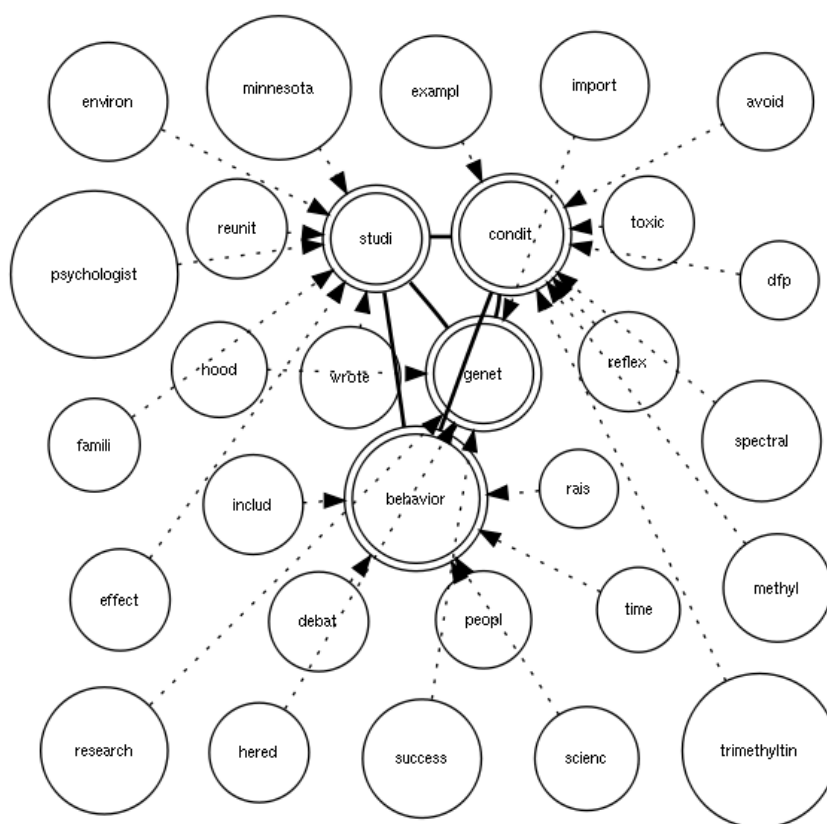 environ
minnesota
exampl
import
avoid
reunit
studi
condit
toxic
psychologist
dfp
hood
wrote
genet
reflex
famili
spectral
includ
behavior
rais
effect
debat
peopl
time
methyl
research
hered
success
scienc
trimethyltin